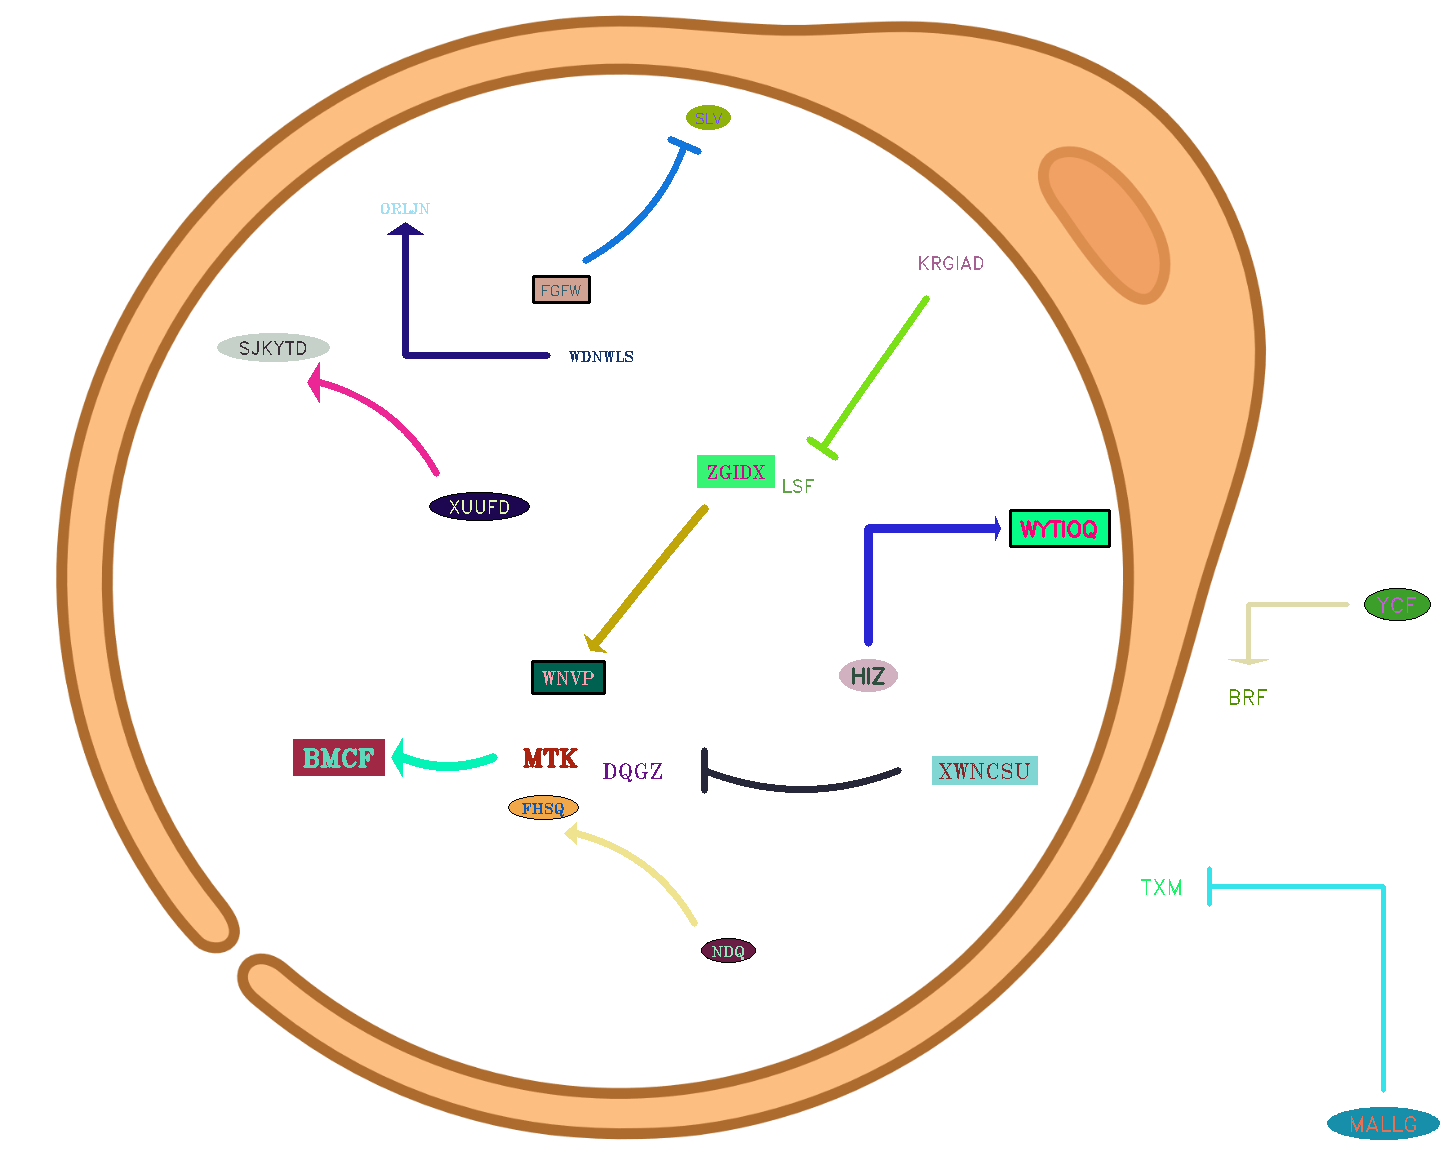 SLV
ORLJN
KRGIAD
FGFW
SJKYTD
WDNWLS
ZGIDX
LSF
XUUFD
WYTIOQ
YCF
HIZ
WNVP
BRF
BMCF
MTK
DQGZ
XWNCSU
FHSQ
TXM
NDQ
MALLG